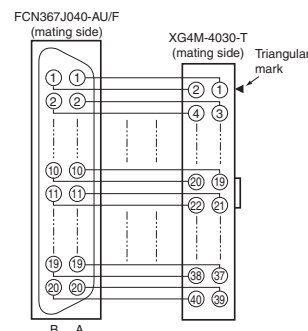 FCN367J040-AU/F
(mating side)
XG4M-4030-T
(mating side)
Triangular
mark
1 1
2 1
2 2
4 3
10 10
20 19
11 11
22 21
19 19
38 37
20 20
40 39
B A